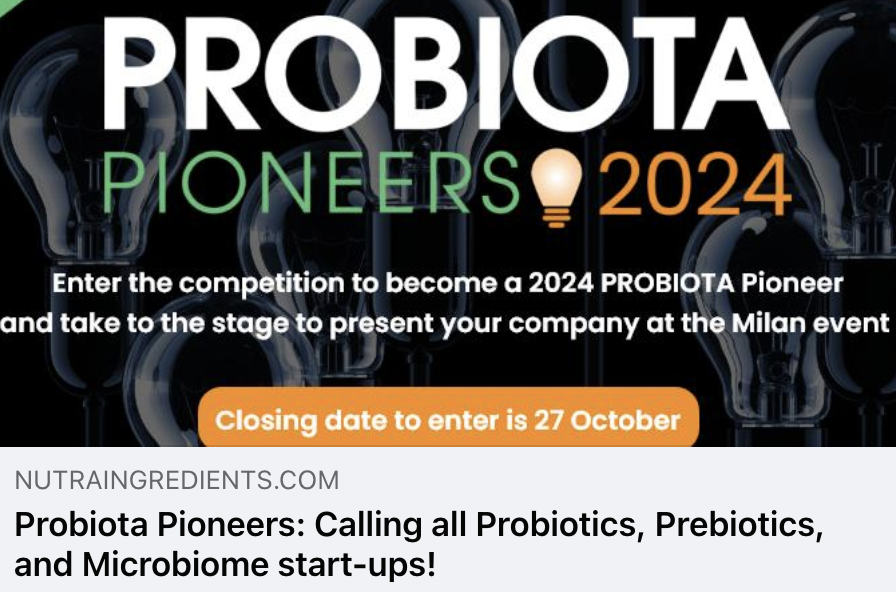 PROBIOTA
PIONEERS 2024
Enter the competition to become a 2024 PROBIOTA Pioneer
and take to the stage to present your company at the Milan event
Closing date to enter is 27 October
NUTRAINGREDIENTS.COM
Probiota Pioneers: Calling all Probiotics, Prebiotics,
and Microbiome start-ups!